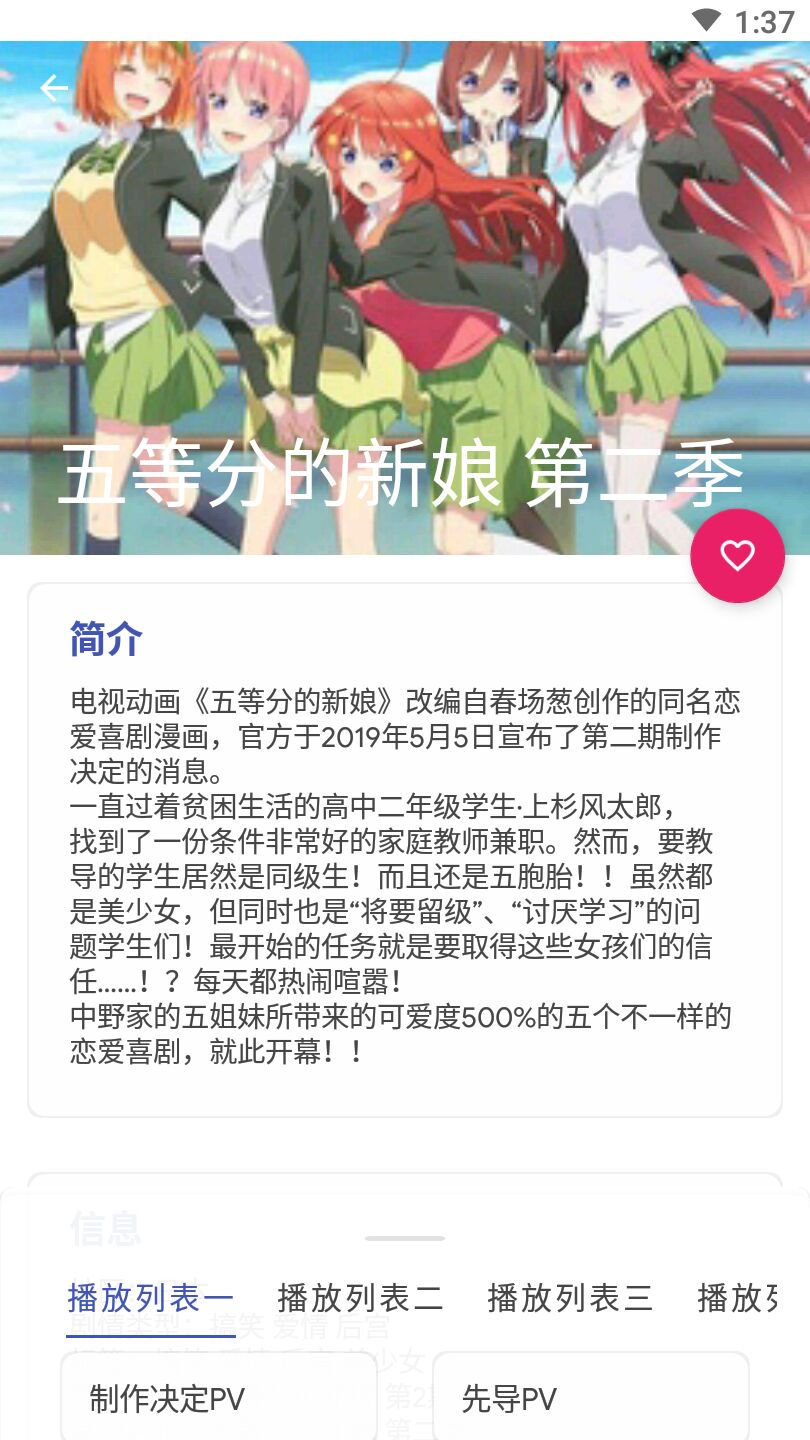 1:37
五等分的新娘 第二季
简介
电视动画《五等分的新娘》改编自春场葱创作的同名恋
爱喜剧漫画，官方于2019年5月5日宣布了第二期制作
决定的消息。
一直过着贫困生活的高中二年级学生·上杉风太郎，
找到了一份条件非常好的家庭教师兼职。然而，要教
导的学生居然是同级生！而且还是五胞胎！！虽然都
是美少女，但同时也是“将要留级”、“讨厌学习”的问
题学生们！最开始的任务就是要取得这些女孩们的信
任……！？每天都热闹喧嚣！
中野家的五姐妹所带来的可爱度500%的五个不一样的
恋爱喜剧，就此开幕！！
信息
播放列表一 播放列表二 播放列表三 播放
剧情类型：搞笑 爱情 后宫
少女
制作决定PV 先导PV
第2
第二